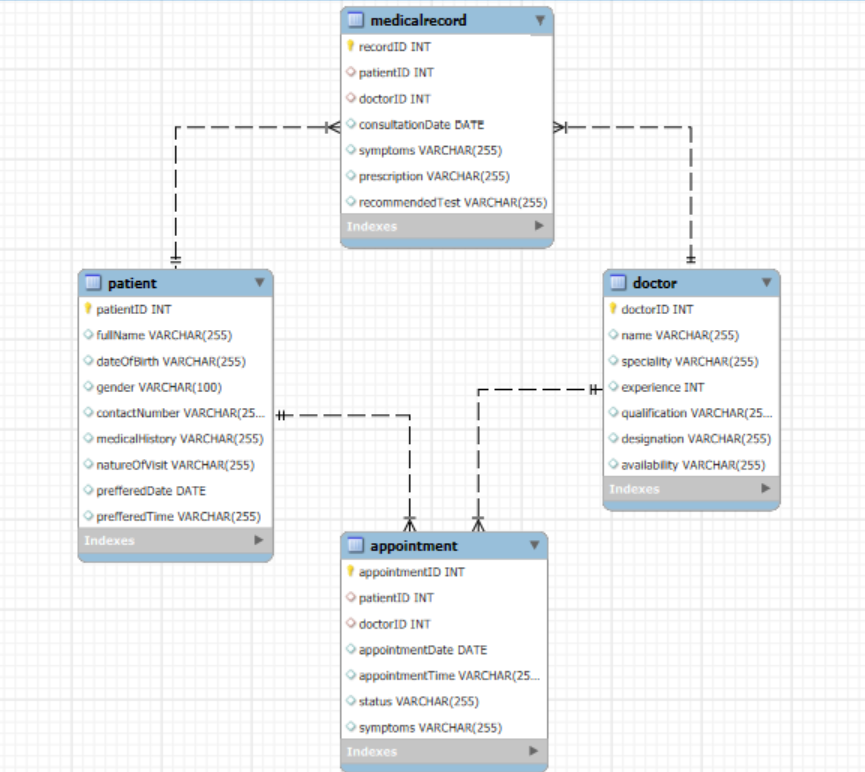 medicalrecord
recordID INT
patientID INT
doctorID INT
consultationDate DATE
symptoms VARCHAR(255)
prescription VARCHAR(255)
recommendedTest VARCHAR(255)
Indexes
patient
patientID INT
fullName VARCHAR(255)
dateOfBirth VARCHAR(255)
gender VARCHAR(100)
contactNumber VARCHAR(25...
medicalHistory VARCHAR(255)
natureOfVisit VARCHAR(255)
prefferedDate DATE
prefferedTime VARCHAR(255)
Indexes
doctor
doctorID INT
name VARCHAR(255)
speciality VARCHAR(255)
experience INT
qualification VARCHAR(25...
designation VARCHAR(255)
availability VARCHAR(255)
Indexes
appointment
appointmentID INT
patientID INT
doctorID INT
appointmentDate DATE
appointmentTime VARCHAR(25...
status VARCHAR(255)
symptoms VARCHAR(255)
Indexes